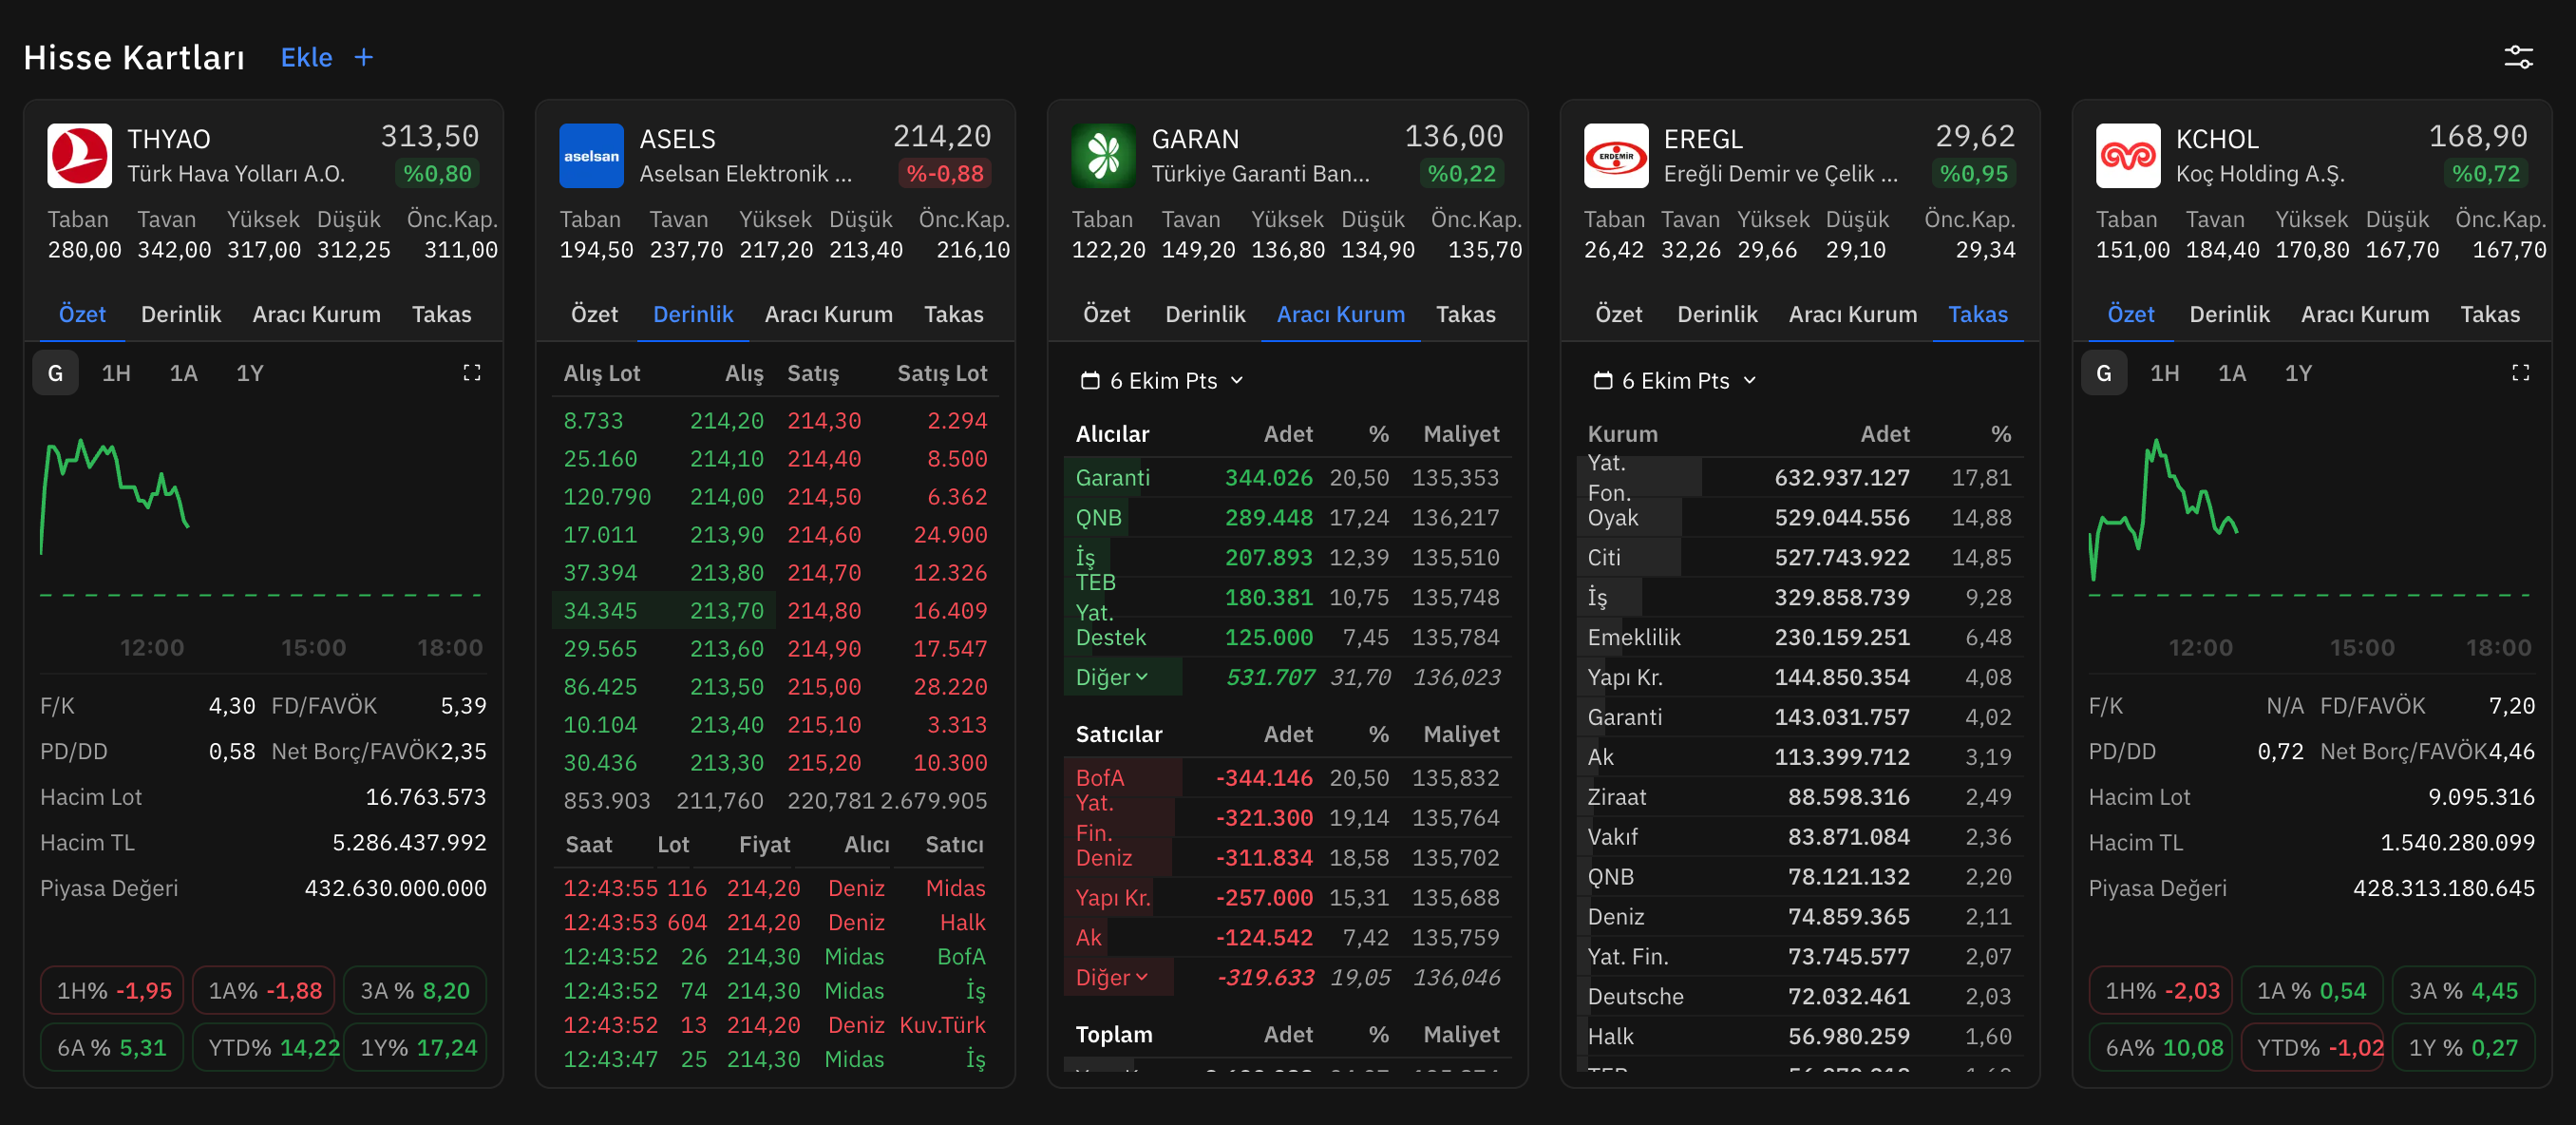 Hisse Kartları Ekle +
THYAO 313,50
Türk Hava Yolları A.O. %0,80
Taban Tavan Yüksek Düşük Önc.Kap.
280,00 342,00 317,00 312,25 311,00
Özet Derinlik Aracı Kurum Takas
G 1H 1A 1Y
12:00 15:00 18:00
F/K 4,30 FD/FAVÖK 5,39
PD/DD 0,58 Net Borç/FAVÖK 2,35
Hacim Lot 16.763.573
Hacim TL 5.286.437.992
Piyasa Değeri 432.630.000.000
1H% -1,95 1A% -1,88 3A % 8,20
6A % 5,31 YTD% 14,22 1Y% 17,24
aselsan
ASELS 214,20
Aselsan Elektronik ... %-0,88
Taban Tavan Yüksek Düşük Önc.Kap.
194,50 237,70 217,20 213,40 216,10
Özet Derinlik Aracı Kurum Takas
Alış Lot Alış Satış Satış Lot
8.733 214,20 214,30 2.294
25.160 214,10 214,40 8.500
120.790 214,00 214,50 6.362
17.011 213,90 214,60 24.900
37.394 213,80 214,70 12.326
34.345 213,70 214,80 16.409
29.565 213,60 214,90 17.547
86.425 213,50 215,00 28.220
10.104 213,40 215,10 3.313
30.436 213,30 215,20 10.300
853.903 211,760 220,781 2.679.905
Saat Lot Fiyat Alıcı Satıcı
12:43:55 116 214,20 Deniz Midas
12:43:53 604 214,20 Deniz Halk
12:43:52 26 214,30 Midas BofA
12:43:52 74 214,30 Midas İş
12:43:52 13 214,20 Deniz Kuv.Türk
12:43:47 25 214,30 Midas İş
GARAN 136,00
Türkiye Garanti Ban... %0,22
Taban Tavan Yüksek Düşük Önc.Kap.
122,20 149,20 136,80 134,90 135,70
Özet Derinlik Aracı Kurum Takas
6 Ekim Pts
Alıcılar Adet % Maliyet
Garanti 344.026 20,50 135,353
QNB 289.448 17,24 136,217
İş 207.893 12,39 135,510
TEB Yat. 180.381 10,75 135,748
Destek 125.000 7,45 135,784
Diğer 531.707 31,70 136,023
Satıcılar Adet % Maliyet
BofA -344.146 20,50 135,832
Yat. Fin. -321.300 19,14 135,764
Deniz -311.834 18,58 135,702
Yapı Kr. -257.000 15,31 135,688
Ak -124.542 7,42 135,759
Diğer -319.633 19,05 136,046
Toplam Adet % Maliyet
ERDEMİR
EREGL 29,62
Ereğli Demir ve Çelik ... %0,95
Taban Tavan Yüksek Düşük Önc.Kap.
26,42 32,26 29,66 29,10 29,34
Özet Derinlik Aracı Kurum Takas
6 Ekim Pts
Kurum Adet %
Yat. Fon. 632.937.127 17,81
Oyak 529.044.556 14,88
Citi 527.743.922 14,85
İş 329.858.739 9,28
Emeklilik 230.159.251 6,48
Yapı Kr. 144.850.354 4,08
Garanti 143.031.757 4,02
Ak 113.399.712 3,19
Ziraat 88.598.316 2,49
Vakıf 83.871.084 2,36
QNB 78.121.132 2,20
Deniz 74.859.365 2,11
Yat. Fin. 73.745.577 2,07
Deutsche 72.032.461 2,03
Halk 56.980.259 1,60
KCHOL 168,90
Koç Holding A.Ş. %0,72
Taban Tavan Yüksek Düşük Önc.Kap.
151,00 184,40 170,80 167,70 167,70
Özet Derinlik Aracı Kurum Takas
G 1H 1A 1Y
12:00 15:00 18:00
F/K N/A FD/FAVÖK 7,20
PD/DD 0,72 Net Borç/FAVÖK 4,46
Hacim Lot 9.095.316
Hacim TL 1.540.280.099
Piyasa Değeri 428.313.180.645
1H% -2,03 1A % 0,54 3A % 4,45
6A% 10,08 YTD% -1,02 1Y % 0,27